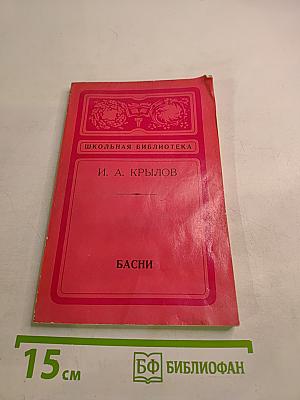 ШКОЛЬНАЯ БИБЛИОТЕКА
И. А. КРЫЛОВ
БАСНИ
15 см
БФ БИБЛИОФАН